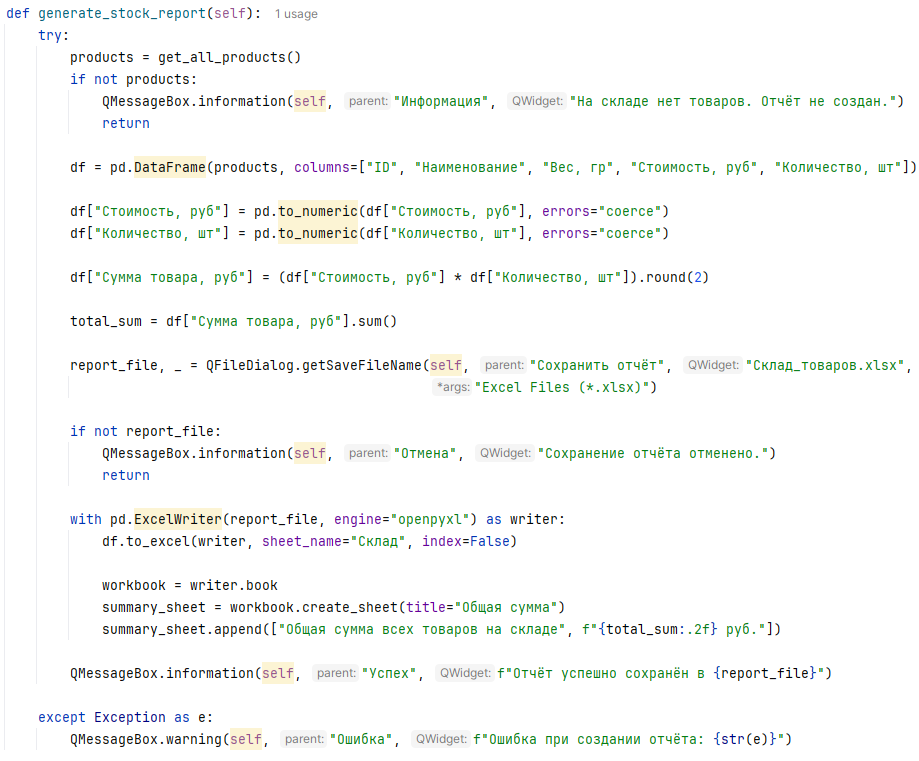 def generate_stock_report(self):   1 usage
    try:
        products = get_all_products()
        if not products:
            QMessageBox.information(self, parent: "Информация", QWidget: "На складе нет товаров. Отчёт не создан.")
            return

        df = pd.DataFrame(products, columns=["ID", "Наименование", "Вес, гр", "Стоимость, руб", "Количество, шт"])

        df["Стоимость, руб"] = pd.to_numeric(df["Стоимость, руб"], errors="coerce")
        df["Количество, шт"] = pd.to_numeric(df["Количество, шт"], errors="coerce")

        df["Сумма товара, руб"] = (df["Стоимость, руб"] * df["Количество, шт"]).round(2)

        total_sum = df["Сумма товара, руб"].sum()

        report_file, _ = QFileDialog.getSaveFileName(self, parent: "Сохранить отчёт", QWidget: "Склад_товаров.xlsx",
                                                     *args: "Excel Files (*.xlsx)")

        if not report_file:
            QMessageBox.information(self, parent: "Отмена", QWidget: "Сохранение отчёта отменено.")
            return

        with pd.ExcelWriter(report_file, engine="openpyxl") as writer:
            df.to_excel(writer, sheet_name="Склад", index=False)

            workbook = writer.book
            summary_sheet = workbook.create_sheet(title="Общая сумма")
            summary_sheet.append(["Общая сумма всех товаров на складе", f"{total_sum:.2f} руб."])

        QMessageBox.information(self, parent: "Успех", QWidget: f"Отчёт успешно сохранён в {report_file}")

    except Exception as e:
        QMessageBox.warning(self, parent: "Ошибка", QWidget: f"Ошибка при создании отчёта: {str(e)}")